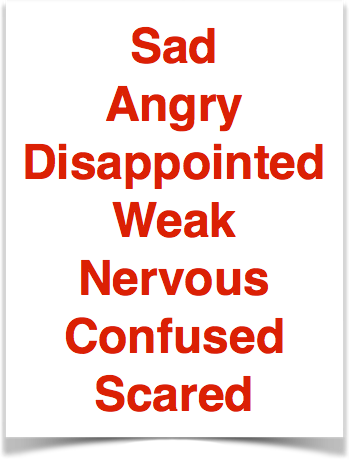 Sad
Angry
Disappointed
Weak
Nervous
Confused
Scared